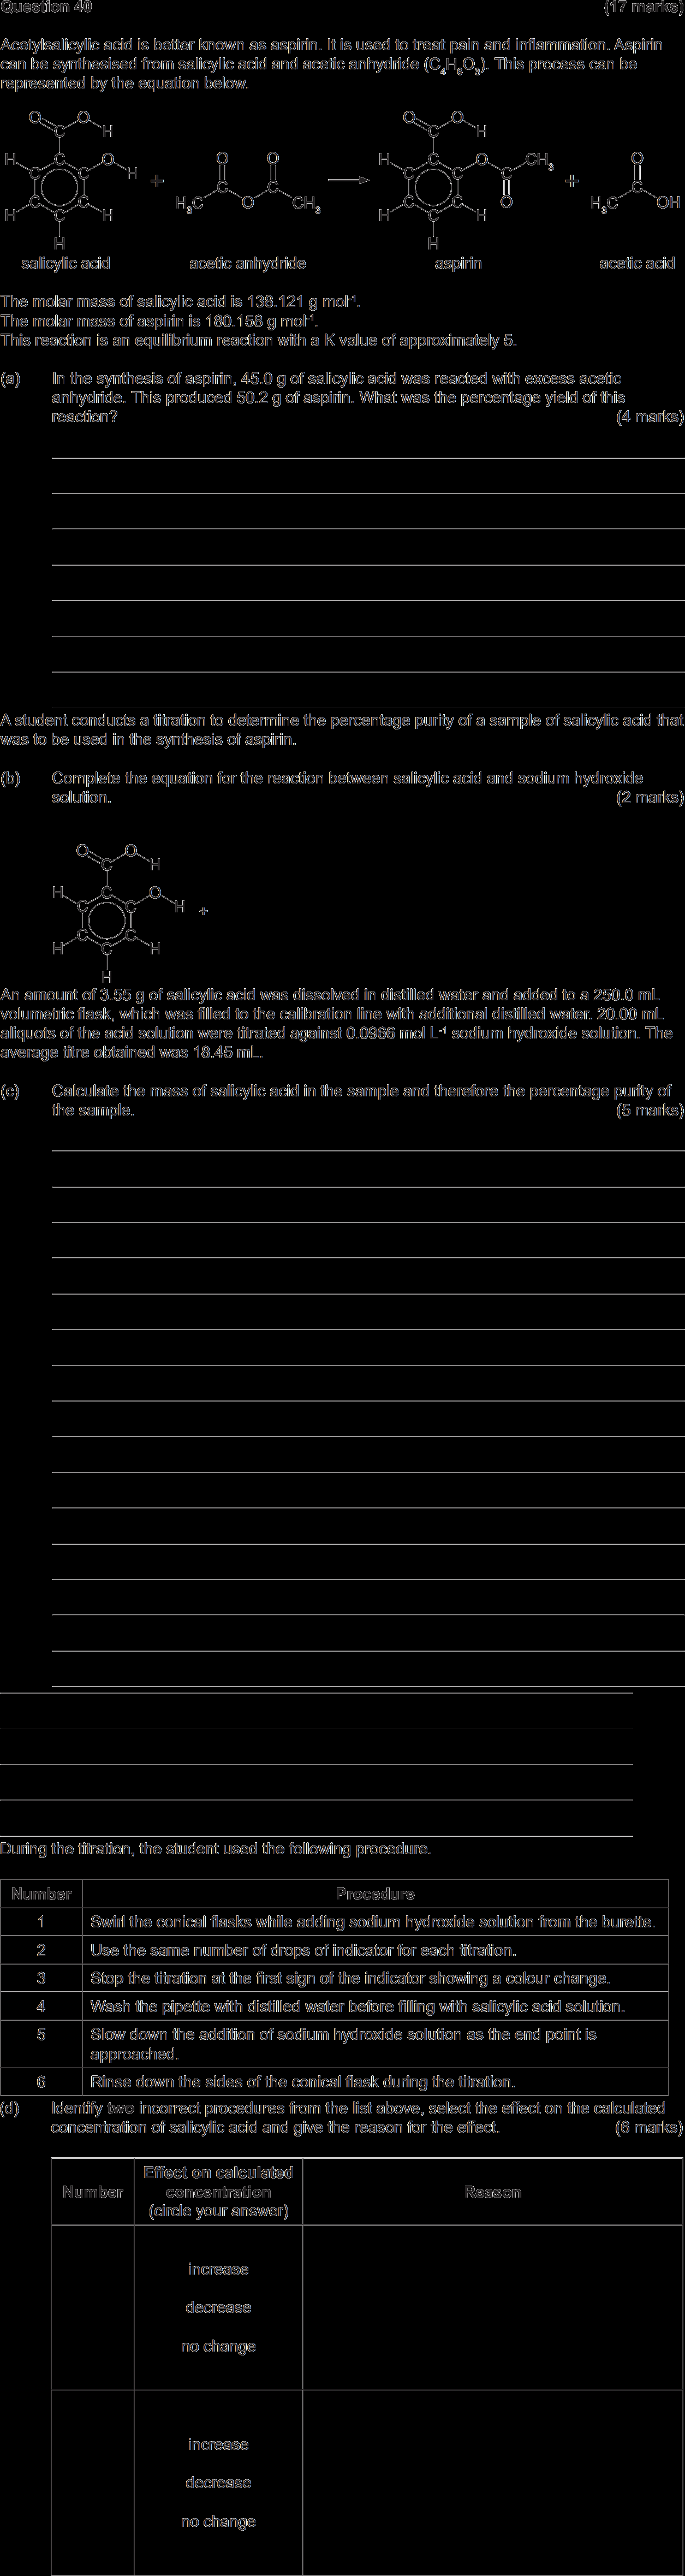 Question 40 (17 marks)
Acetylsalicylic acid is better known as aspirin. It is used to treat pain and inflammation. Aspirin
can be synthesised from salicylic acid and acetic anhydride (C4H6O3). This process can be
represented by the equation below.
O O H C H O H C C C + C C C H H H
O O C C H3C O CH3
O O H C H O CH3 C C C C + C C O C H H H
O C H3C OH
salicylic acid acetic anhydride aspirin acetic acid
The molar mass of salicylic acid is 138.121 g mol-1.
The molar mass of aspirin is 180.158 g mol-1.
This reaction is an equilibrium reaction with a K value of approximately 5.
(a) In the synthesis of aspirin, 45.0 g of salicylic acid was reacted with excess acetic
anhydride. This produced 50.2 g of aspirin. What was the percentage yield of this
reaction? (4 marks)
A student conducts a titration to determine the percentage purity of a sample of salicylic acid that
was to be used in the synthesis of aspirin.
(b) Complete the equation for the reaction between salicylic acid and sodium hydroxide
solution. (2 marks)
O O
C H
H C O
C C H +
C C
H C H
H
An amount of 3.55 g of salicylic acid was dissolved in distilled water and added to a 250.0 mL
volumetric flask, which was filled to the calibration line with additional distilled water. 20.00 mL
aliquots of the acid solution were titrated against 0.0966 mol L-1 sodium hydroxide solution. The
average titre obtained was 18.45 mL.
(c) Calculate the mass of salicylic acid in the sample and therefore the percentage purity of
the sample. (5 marks)
During the titration, the student used the following procedure.
Number Procedure
1 Swirl the conical flasks while adding sodium hydroxide solution from the burette.
2 Use the same number of drops of indicator for each titration.
3 Stop the titration at the first sign of the indicator showing a colour change.
4 Wash the pipette with distilled water before filling with salicylic acid solution.
5 Slow down the addition of sodium hydroxide solution as the end point is
approached.
6 Rinse down the sides of the conical flask during the titration.
(d) Identify two incorrect procedures from the list above, select the effect on the calculated
concentration of salicylic acid and give the reason for the effect. (6 marks)
Number Effect on calculated concentration (circle your answer) Reason
increase
decrease
no change
increase
decrease
no change